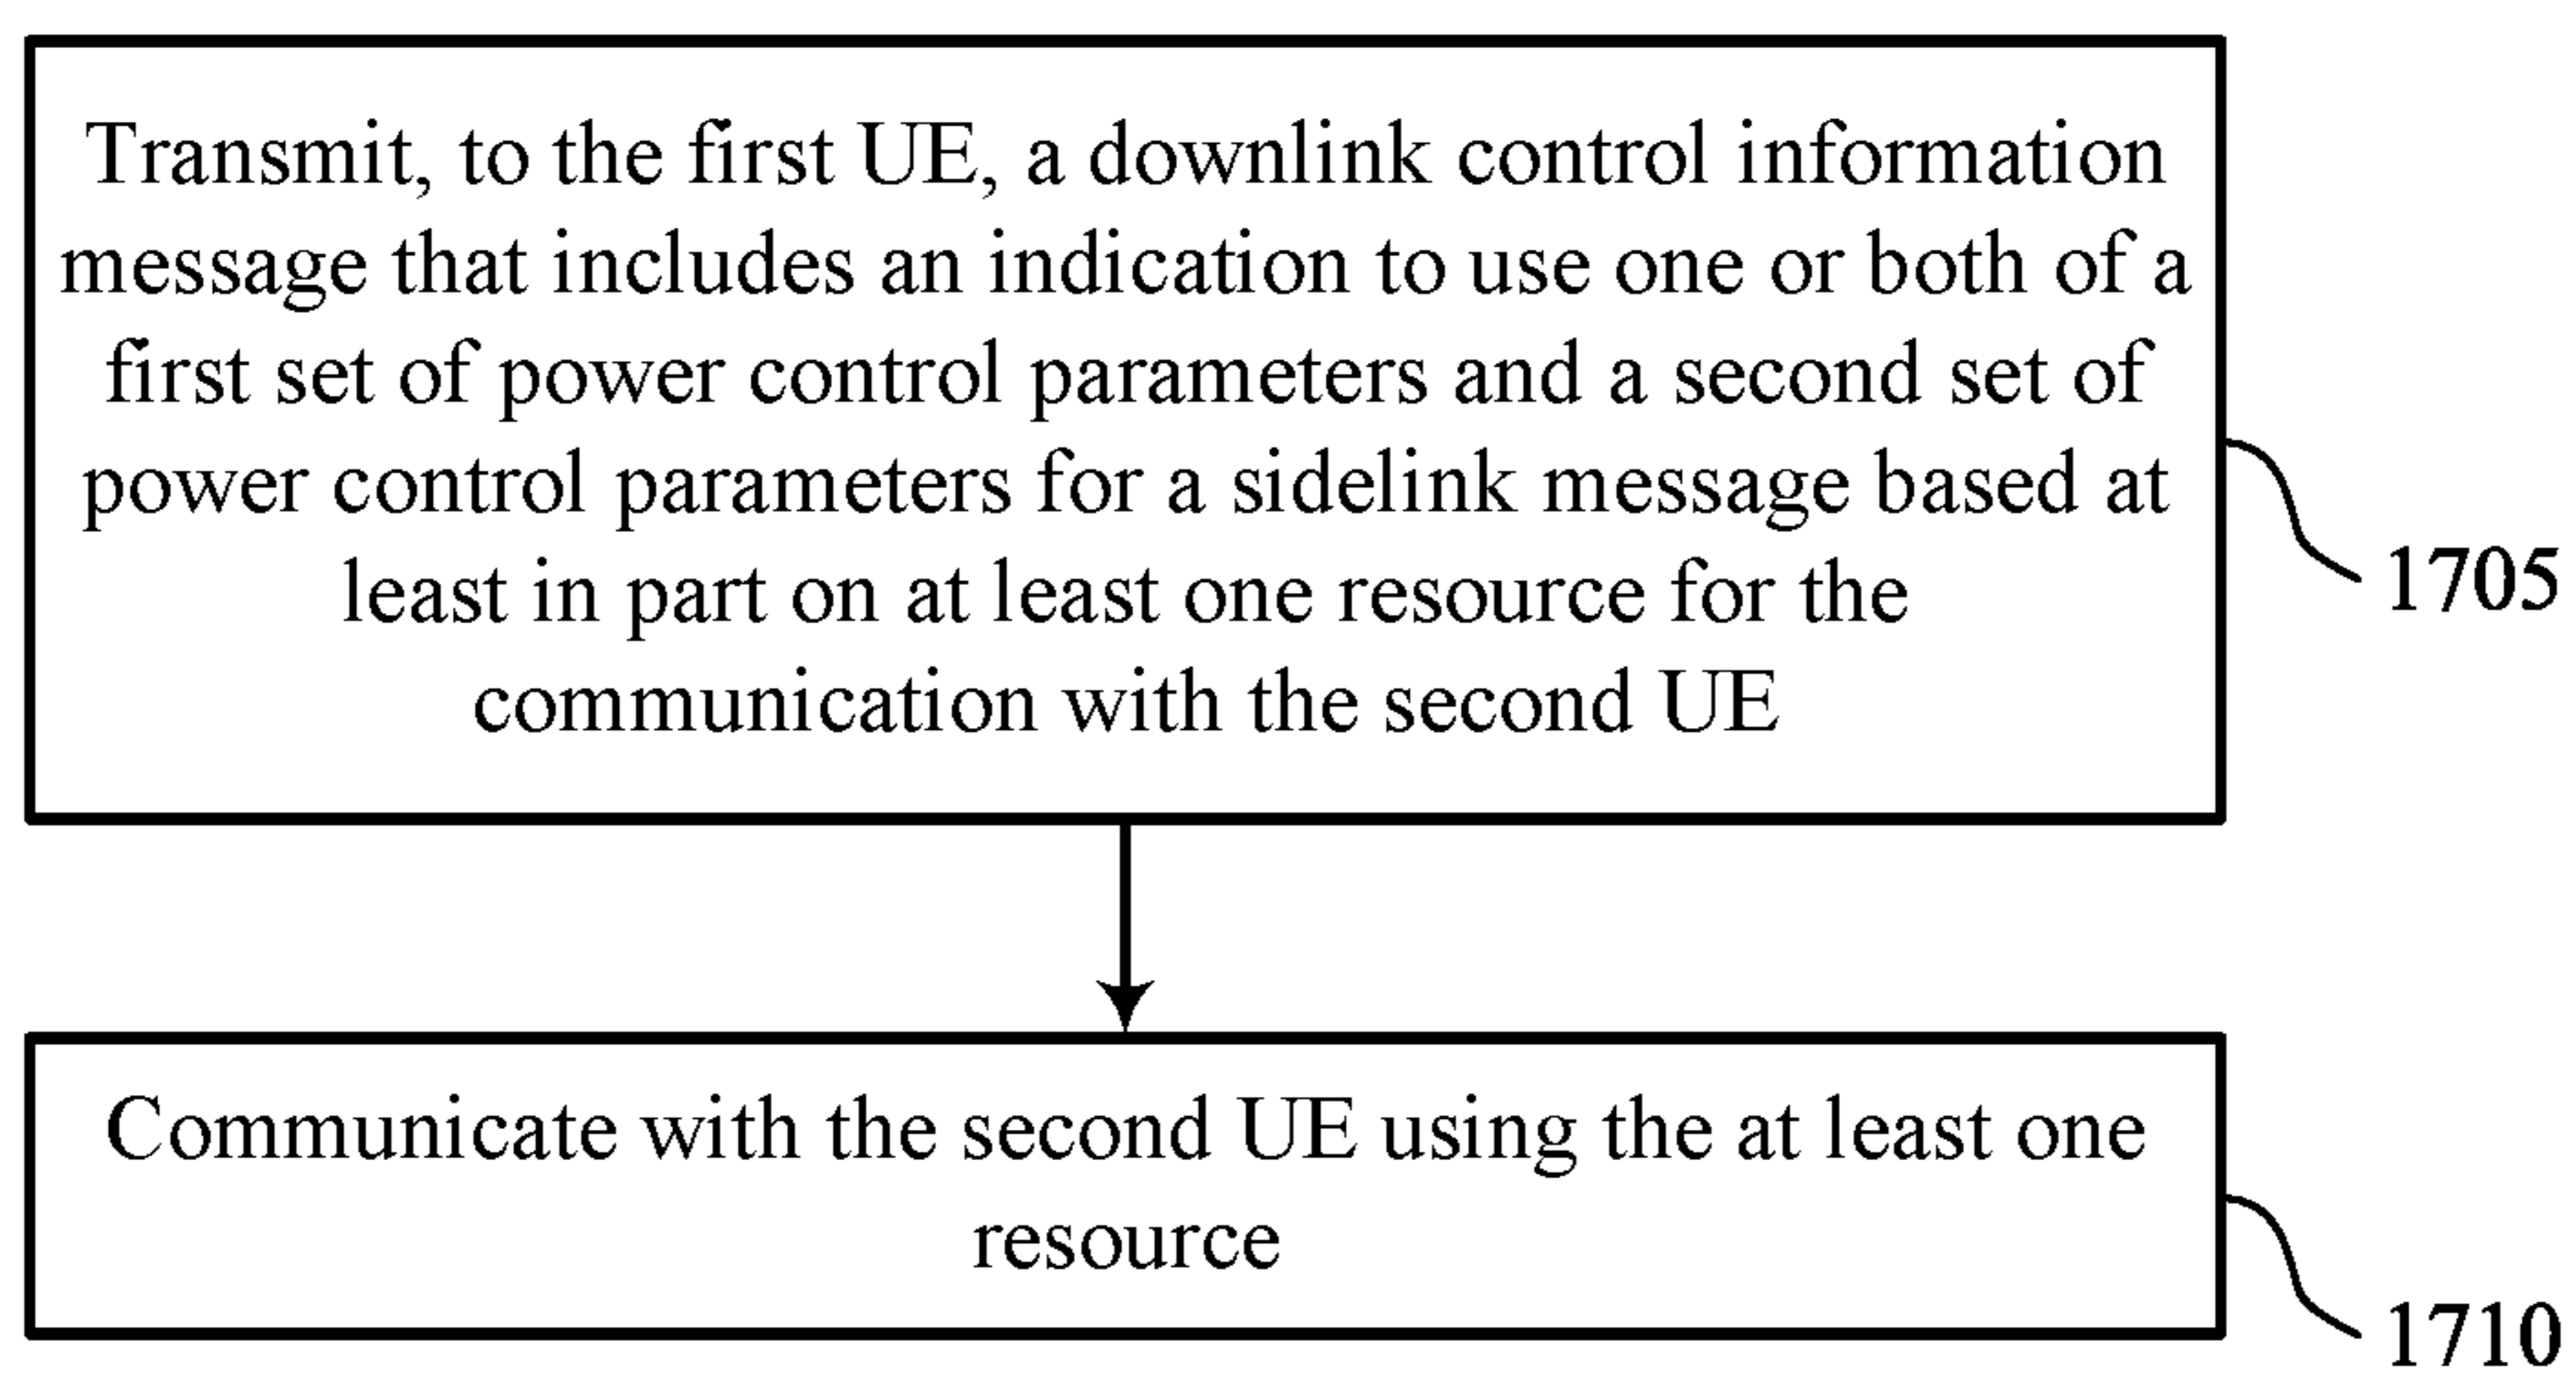 Transmit, to the first UE, a downlink control information
message that includes an indication to use one or both of a
first set of power control parameters and a second set of
power control parameters for a sidelink message based at
least in part on at least one resource for the
communication with the second UE
1705
Communicate with the second UE using the at least one
resource
1710